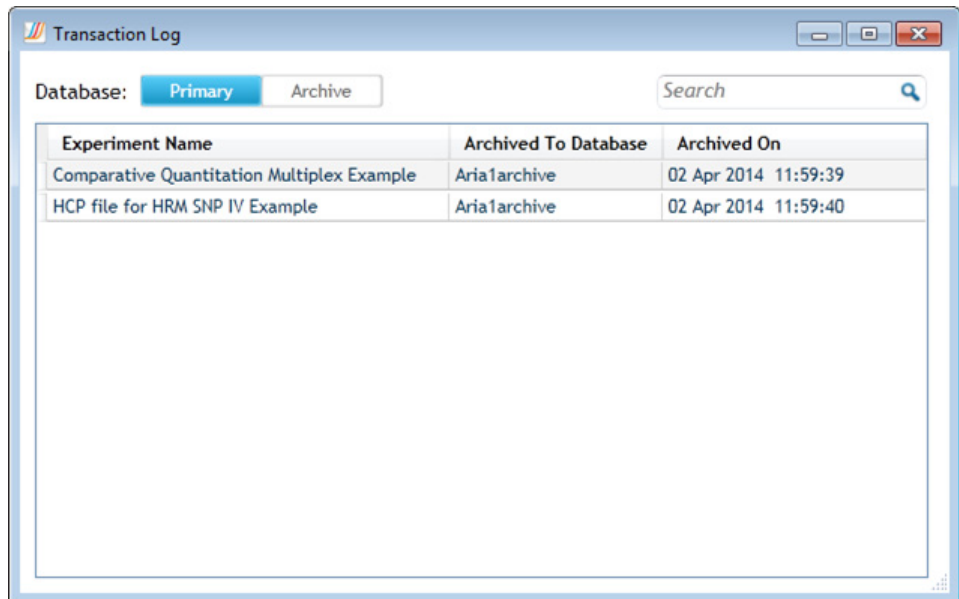 Transaction Log
Database: Primary Archive Search
Experiment Name Archived To Database Archived On
Comparative Quantitation Multiplex Example Aria1archive 02 Apr 2014 11:59:39
HCP file for HRM SNP IV Example Aria1archive 02 Apr 2014 11:59:40